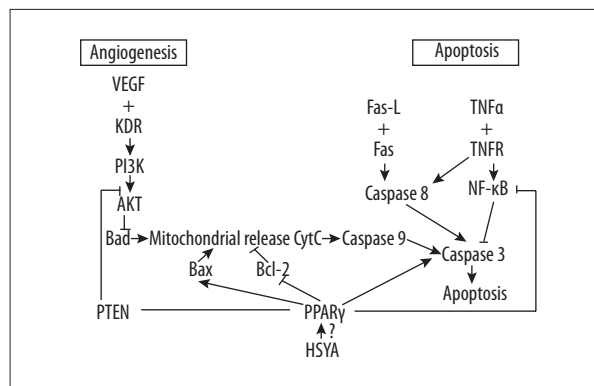 Angiogenesis
Apoptosis
VEGF
+
KDR
PI3K
AKT
Fas-L
+
Fas
TNFα
+
TNFR
Caspase 8
NF-κB
Bad
Mitochondrial release CytC
Caspase 9
Caspase 3
Bax
Bcl-2
Apoptosis
PTEN
PPARγ
?
HSYA